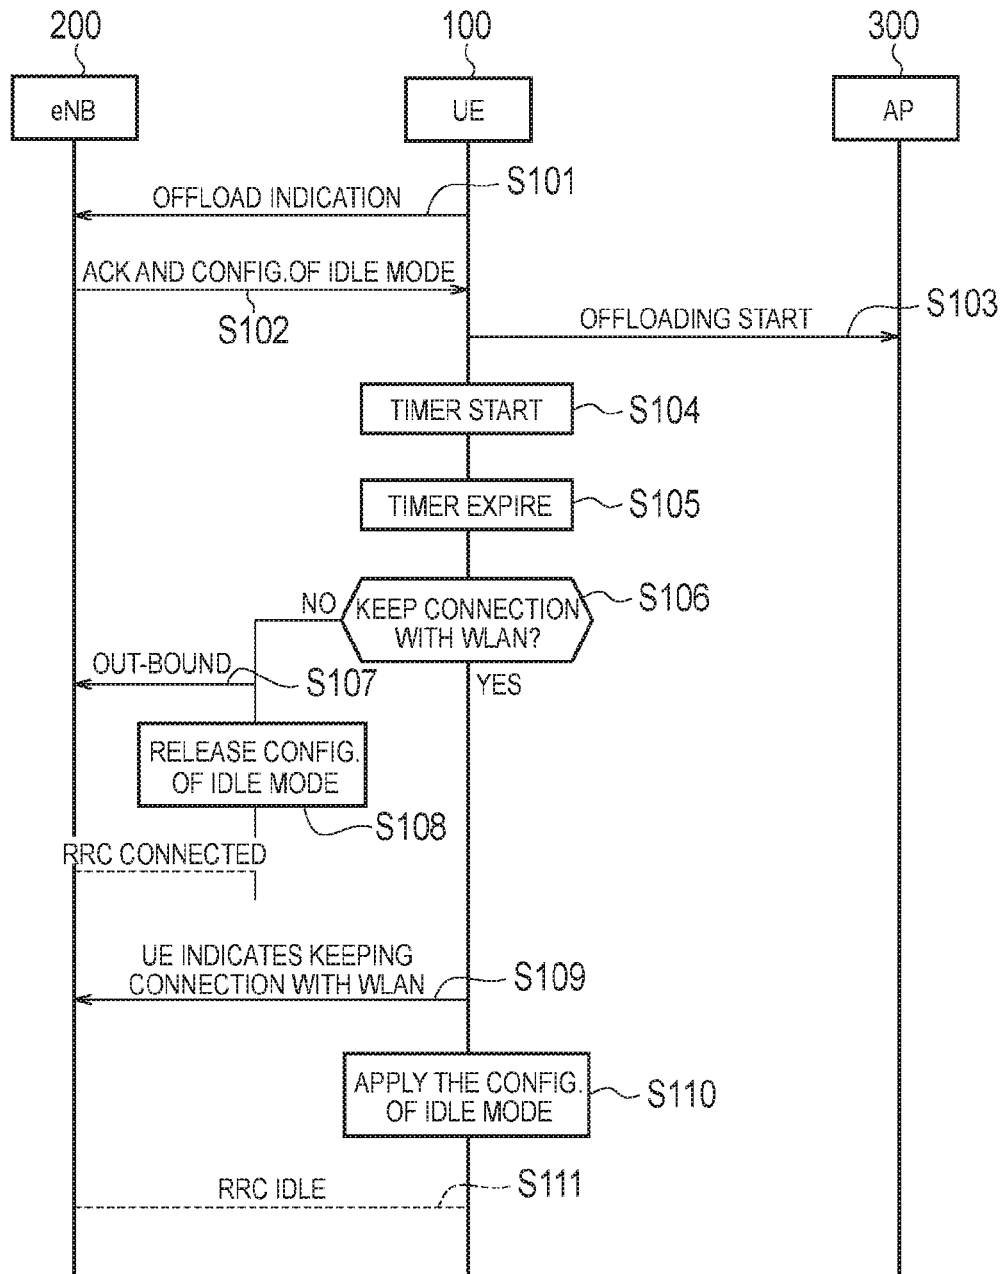 200
100
300
eNB
UE
AP
OFFLOAD INDICATION
S101
ACK AND CONFIG.OF IDLE MODE
S102
OFFLOADING START
S103
TIMER START
S104
TIMER EXPIRE
S105
KEEP CONNECTION
WITH WLAN?
S106
NO
YES
OUT-BOUND
S107
RELEASE CONFIG.
OF IDLE MODE
S108
RRC CONNECTED
UE INDICATES KEEPING
CONNECTION WITH WLAN
S109
APPLY THE CONFIG.
OF IDLE MODE
S110
RRC IDLE
S111